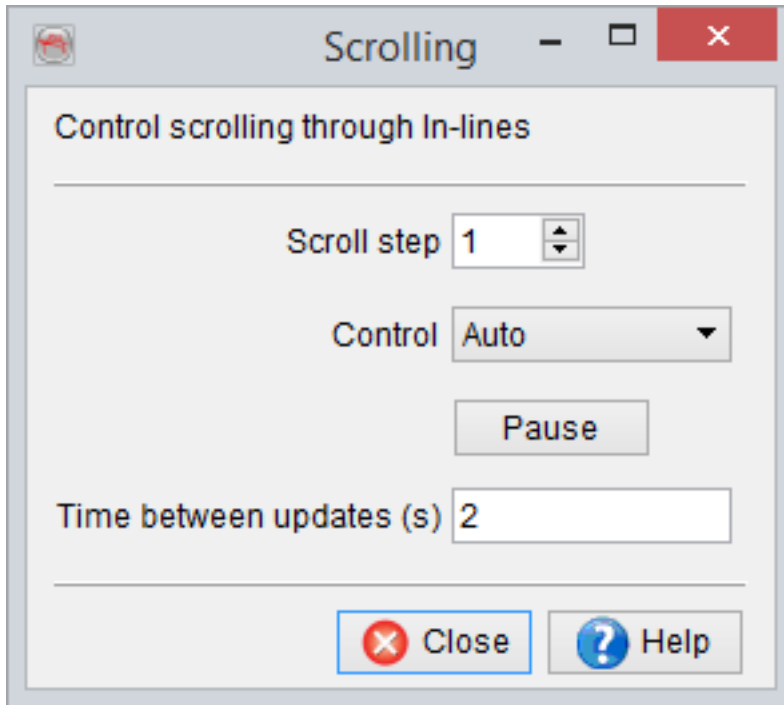 Scrolling
Control scrolling through In-lines
Scroll step 1
Control Auto
Pause
Time between updates (s) 2
Close Help